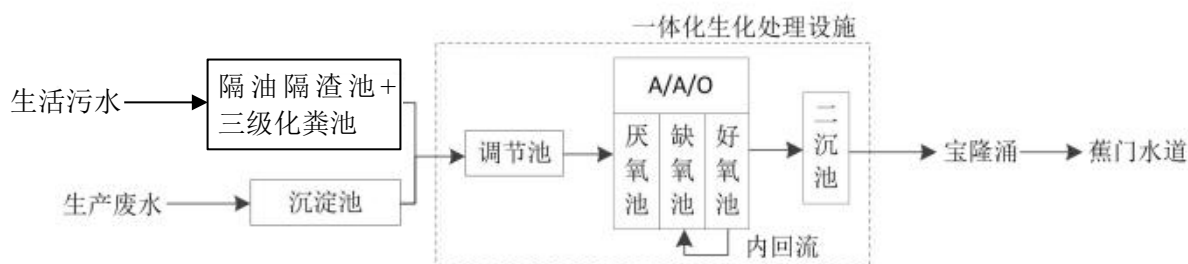 一体化生化处理设施
生活污水
隔油隔渣池+
三级化粪池
A/A/O
厌氧池
缺氧池
好氧池
调节池
二沉池
宝隆涌
蕉门水道
生产废水
沉淀池
内回流